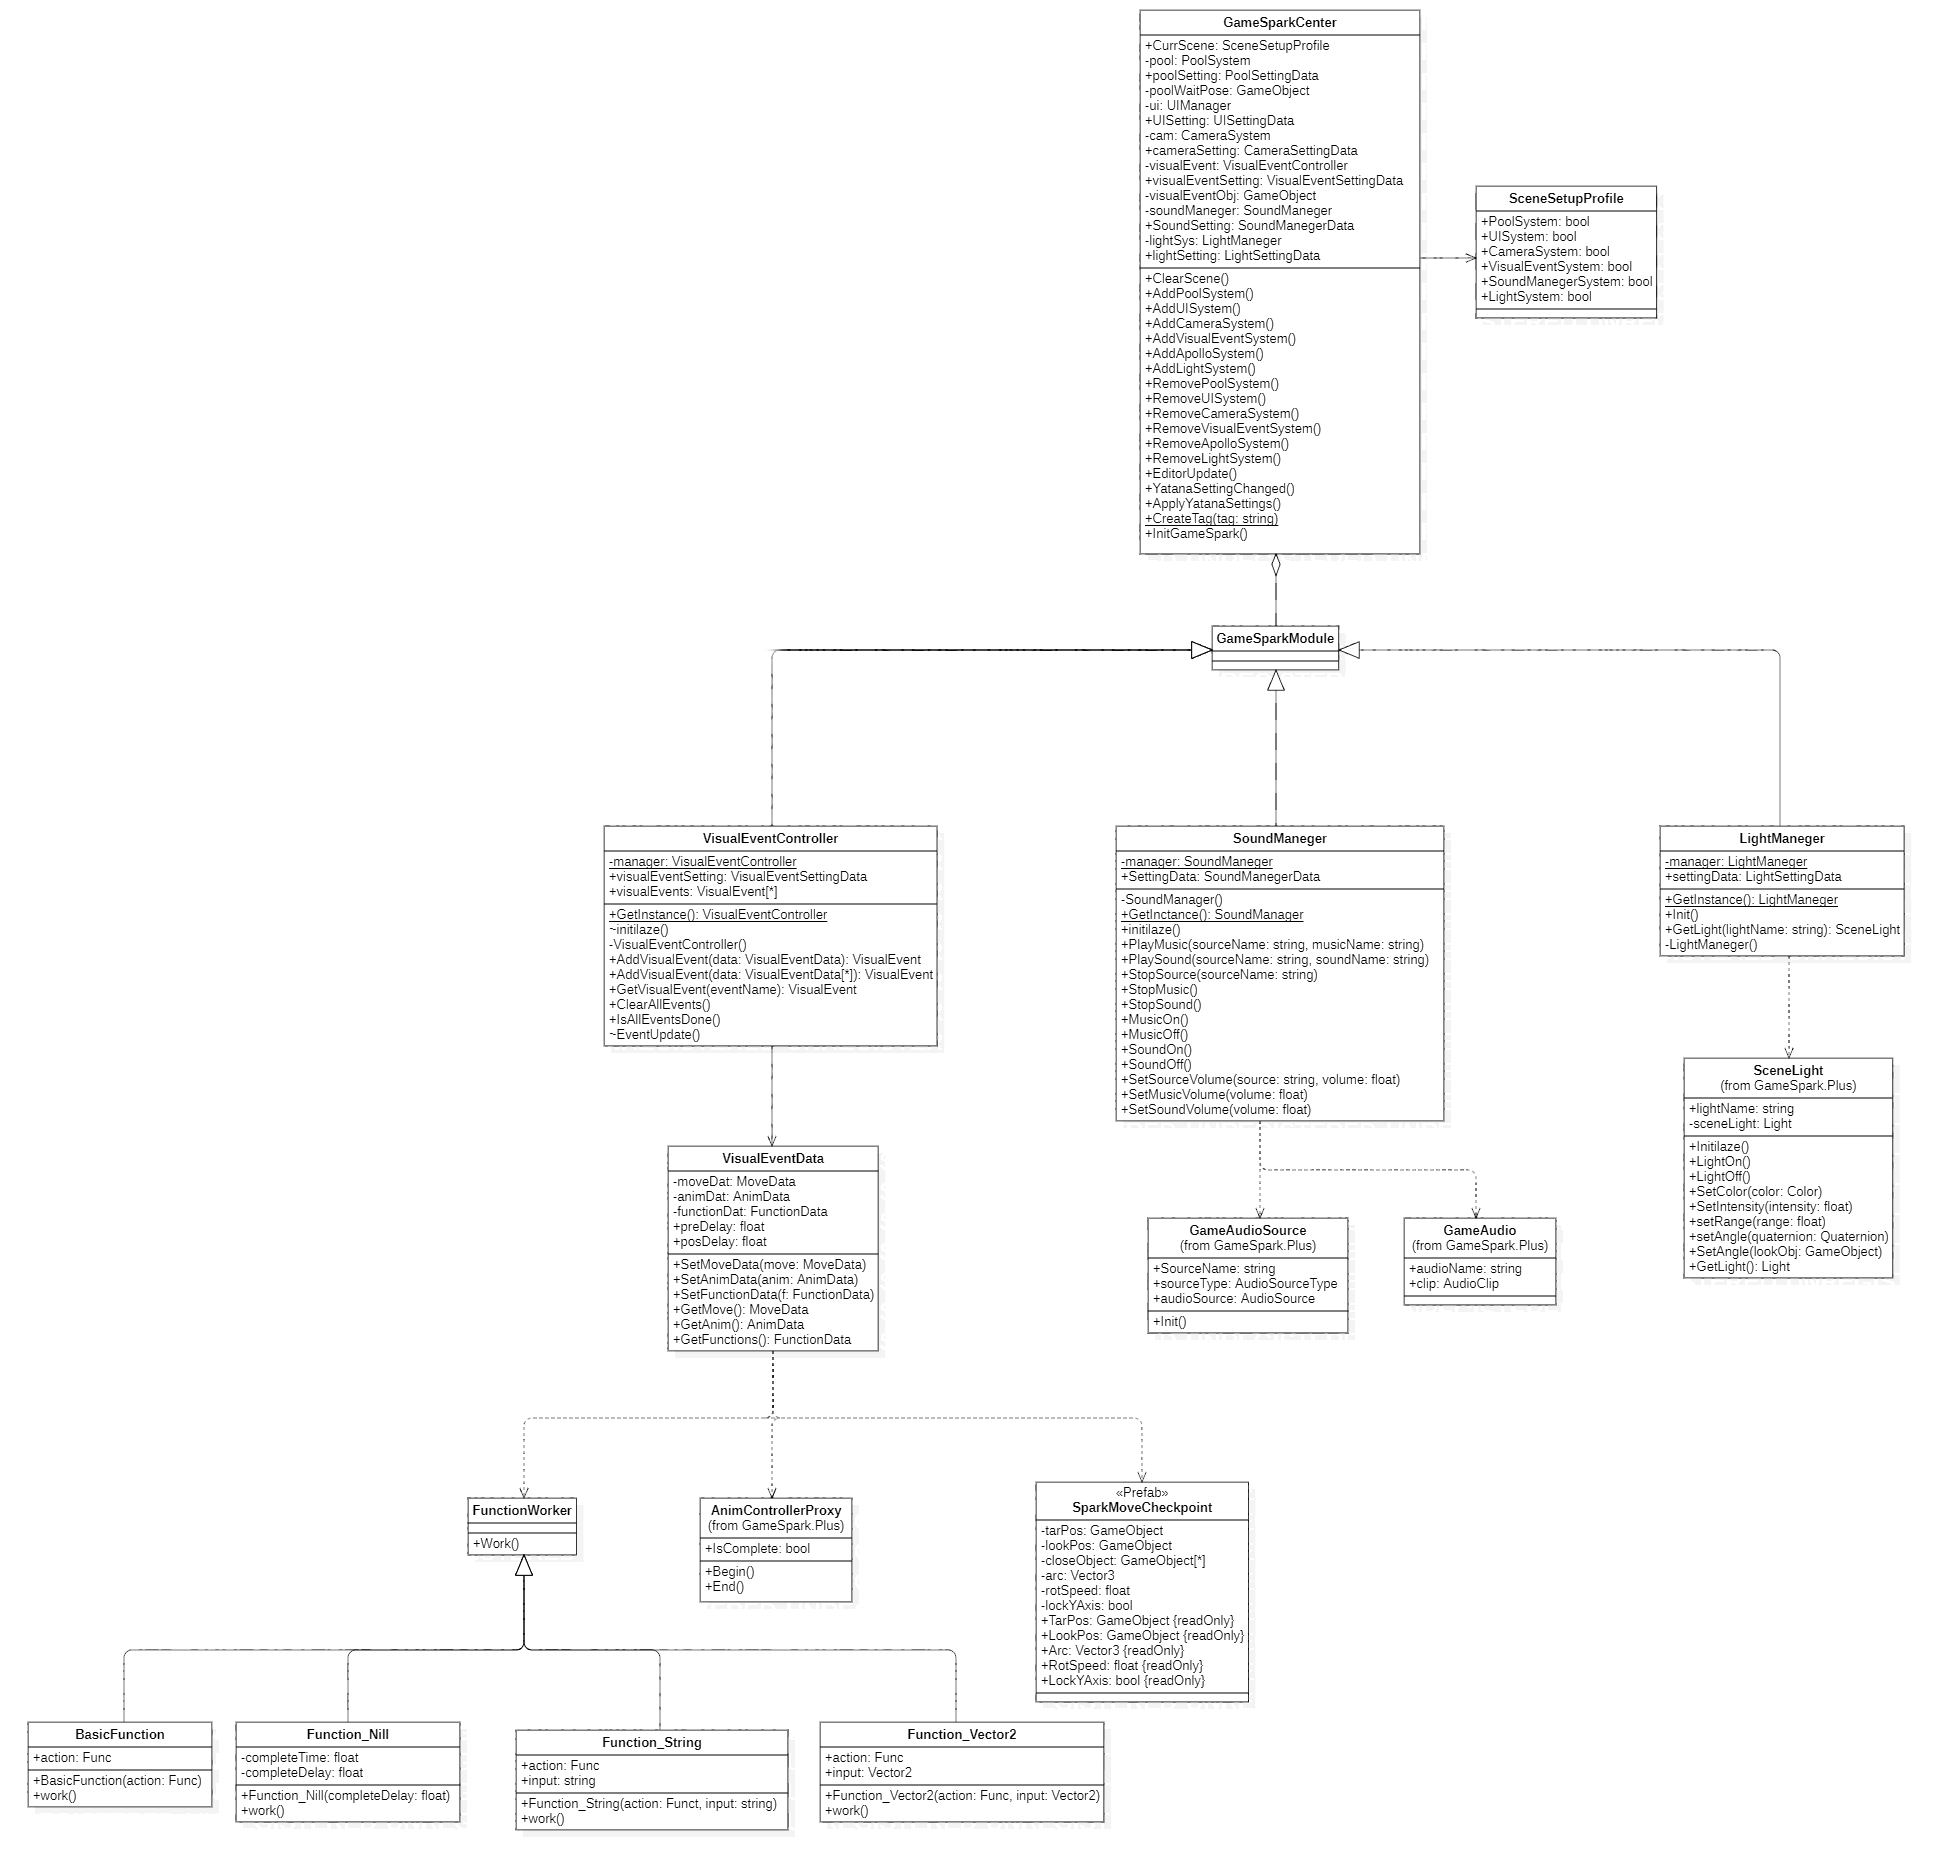 GameSparkCenter
+CurrScene: SceneSetupProfile
-pool: PoolSystem
+poolSetting: PoolSettingData
-poolWaitPose: GameObject
-ui: UIManager
+UISetting: UISettingData
-cam: CameraSystem
+cameraSetting: CameraSettingData
-visualEvent: VisualEventController
+visualEventSetting: VisualEventSettingData
-visualEventObj: GameObject
-soundManeger: SoundManeger
+SoundSetting: SoundManegerData
-lightSys: LightManeger
+lightSetting: LightSettingData
+ClearScene()
+AddPoolSystem()
+AddUISystem()
+AddCameraSystem()
+AddVisualEventSystem()
+AddApolloSystem()
+AddLightSystem()
+RemovePoolSystem()
+RemoveUISystem()
+RemoveCameraSystem()
+RemoveVisualEventSystem()
+RemoveApolloSystem()
+RemoveLightSystem()
+EditorUpdate()
+YatanaSettingChanged()
+ApplyYatanaSettings()
+CreateTag(tag: string)
+InitGameSpark()
SceneSetupProfile
+PoolSystem: bool
+UISystem: bool
+CameraSystem: bool
+VisualEventSystem: bool
+SoundManegerSystem: bool
+LightSystem: bool
GameSparkModule
VisualEventController
-manager: VisualEventController
+visualEventSetting: VisualEventSettingData
+visualEvents: VisualEvent[*]
+GetInstance(): VisualEventController
~initilaze()
-VisualEventController()
+AddVisualEvent(data: VisualEventData): VisualEvent
+AddVisualEvent(data: VisualEventData[*]): VisualEvent
+GetVisualEvent(eventName): VisualEvent
+ClearAllEvents()
+IsAllEventsDone()
~EventUpdate()
SoundManeger
-manager: SoundManeger
+SettingData: SoundManegerData
-SoundManager()
+GetInctance(): SoundManager
+initilaze()
+PlayMusic(sourceName: string, musicName: string)
+PlaySound(sourceName: string, soundName: string)
+StopSource(sourceName: string)
+StopMusic()
+StopSound()
+MusicOn()
+MusicOff()
+SoundOn()
+SoundOff()
+SetSourceVolume(source: string, volume: float)
+SetMusicVolume(volume: float)
+SetSoundVolume(volume: float)
LightManeger
-manager: LightManeger
+settingData: LightSettingData
+GetInstance(): LightManeger
+Init()
+GetLight(lightName: string): SceneLight
-LightManeger()
SceneLight
(from GameSpark.Plus)
+lightName: string
-sceneLight: Light
+Initilaze()
+LightOn()
+LightOff()
+SetColor(color: Color)
+SetIntensity(intensity: float)
+setRange(range: float)
+setAngle(quaternion: Quaternion)
+SetAngle(lookObj: GameObject)
+GetLight(): Light
VisualEventData
-moveDat: MoveData
-animDat: AnimData
-functionDat: FunctionData
+preDelay: float
+posDelay: float
+SetMoveData(move: MoveData)
+SetAnimData(anim: AnimData)
+SetFunctionData(f: FunctionData)
+GetMove(): MoveData
+GetAnim(): AnimData
+GetFunctions(): FunctionData
GameAudioSource
(from GameSpark.Plus)
+SourceName: string
+sourceType: AudioSourceType
+audioSource: AudioSource
+Init()
GameAudio
(from GameSpark.Plus)
+audioName: string
+clip: AudioClip
FunctionWorker
+Work()
AnimControllerProxy
(from GameSpark.Plus)
+IsComplete: bool
+Begin()
+End()
«Prefab»
SparkMoveCheckpoint
-tarPos: GameObject
-lookPos: GameObject
-closeObject: GameObject[*]
-arc: Vector3
-rotSpeed: float
-lockYAxis: bool
+TarPos: GameObject {readOnly}
+LookPos: GameObject {readOnly}
+Arc: Vector3 {readOnly}
+RotSpeed: float {readOnly}
+LockYAxis: bool {readOnly}
BasicFunction
+action: Func
+BasicFunction(action: Func)
+work()
Function_Nill
-completeTime: float
-completeDelay: float
+Function_Nill(completeDelay: float)
+work()
Function_String
+action: Func
+input: string
+Function_String(action: Funct, input: string)
+work()
Function_Vector2
+action: Func
+input: Vector2
+Function_Vector2(action: Func, input: Vector2)
+work()